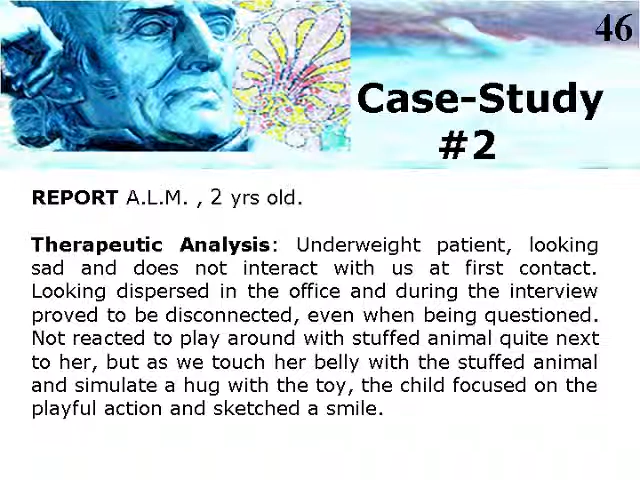 46
Case-Study
#2
REPORT A.L.M. , 2 yrs old.
Therapeutic Analysis: Underweight patient, looking
sad and does not interact with us at first contact.
Looking dispersed in the office and during the interview
proved to be disconnected, even when being questioned.
Not reacted to play around with stuffed animal quite next
to her, but as we touch her belly with the stuffed animal
and simulate a hug with the toy, the child focused on the
playful action and sketched a smile.